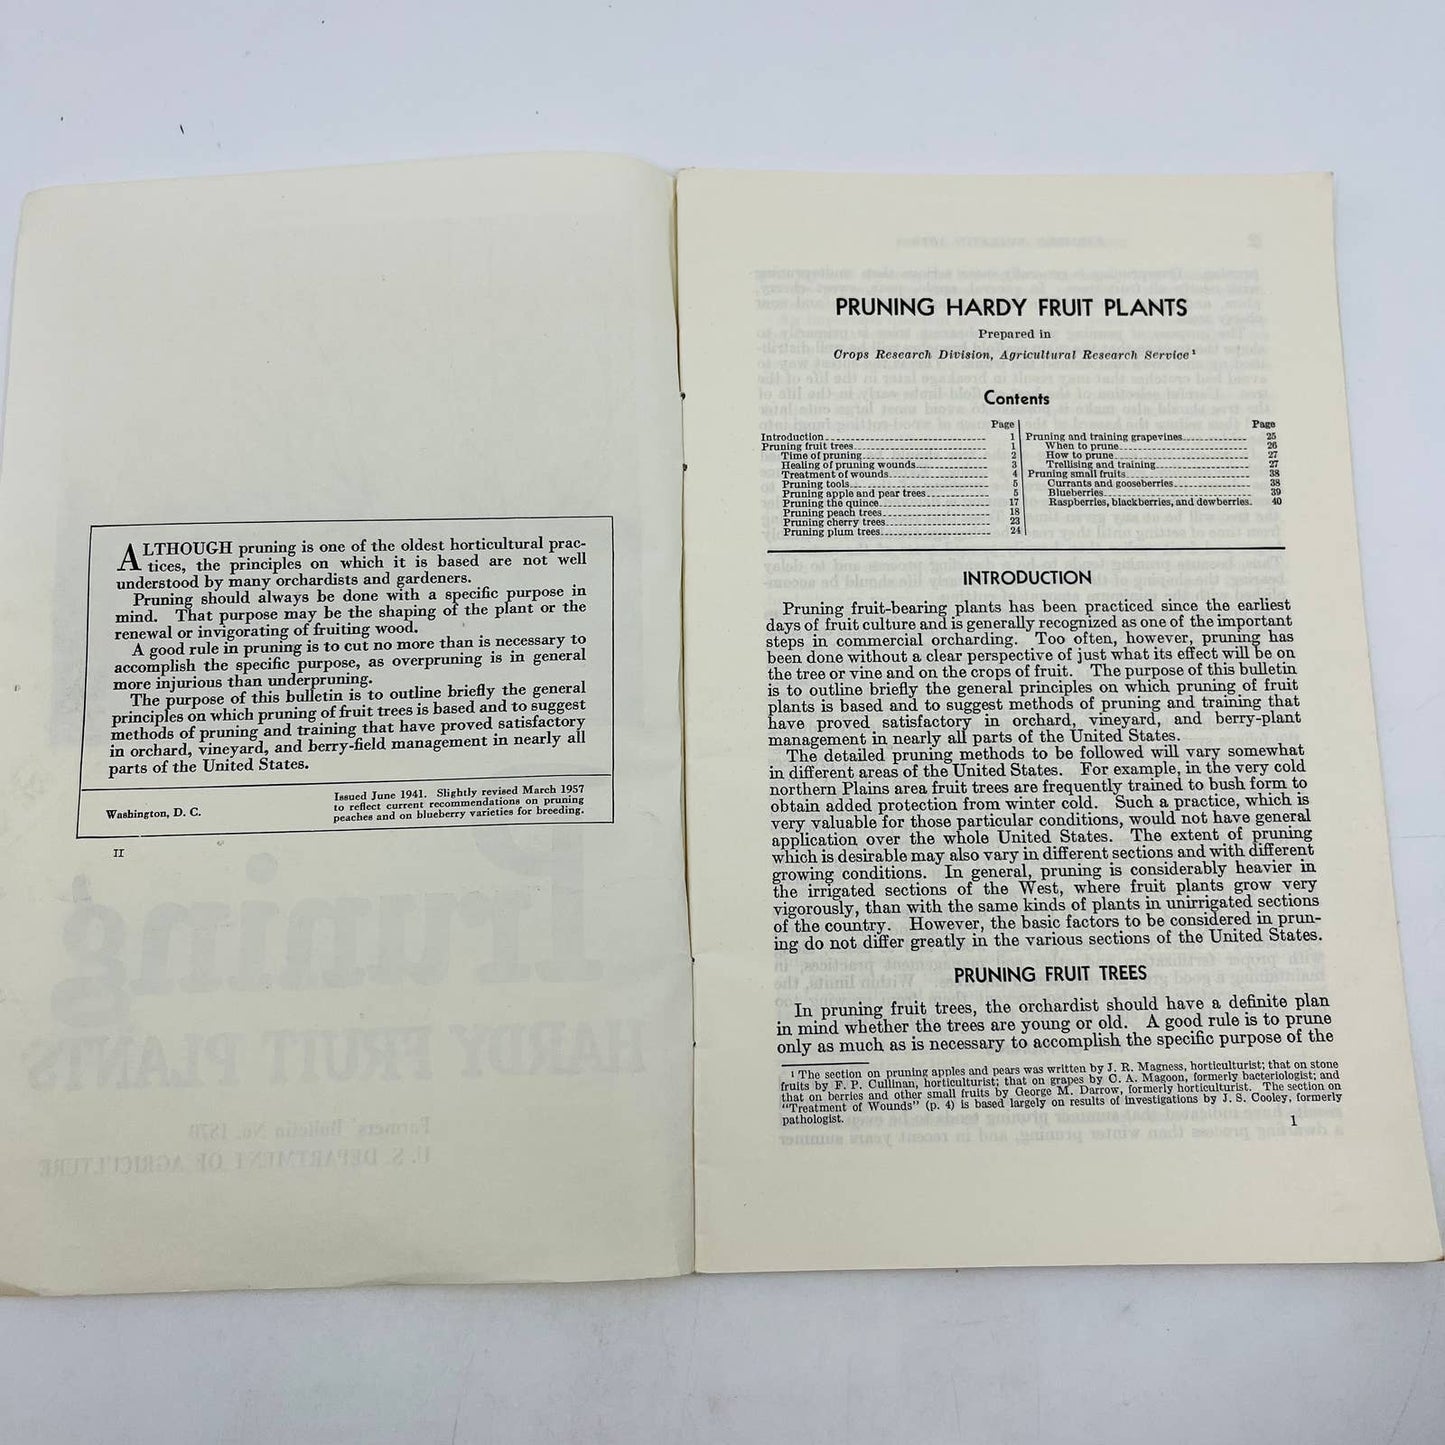 ALTHOUGH pruning is one of the oldest horticultural prac-
tices, the principles on which it is based are not well
understood by many orchardists and gardeners.
Pruning should always be done with a specific purpose in
mind. That purpose may be the shaping of the plant or the
renewal or invigorating of fruiting wood.
A good rule in pruning is to cut no more than is necessary to
accomplish the specific purpose, as overpruning is in general
more injurious than underpruning.
The purpose of this bulletin is to outline briefly the general
principles on which pruning of fruit trees is based and to suggest
methods of pruning and training that have proved satisfactory
in orchard, vineyard, and berry-field management in nearly all
parts of the United States.
Washington, D. C.
Issued June 1941. Slightly revised March 1957
to reflect current recommendations on pruning
peaches and on blueberry varieties for breeding.
II
PRUNING HARDY FRUIT PLANTS
Prepared in
Crops Research Division, Agricultural Research Service¹
Contents
Page
Introduction 1
Pruning fruit trees 1
Time of pruning 2
Healing of pruning wounds 3
Treatment of wounds 4
Pruning tools 5
Pruning apple and pear trees 5
Pruning the quince 17
Pruning peach trees 18
Pruning cherry trees 23
Pruning plum trees 24
Page
Pruning and training grapevines 25
When to prune 26
How to prune 27
Trellising and training 27
Pruning small fruits 38
Currants and gooseberries 38
Blueberries 39
Raspberries, blackberries, and dewberries. 40
INTRODUCTION
Pruning fruit-bearing plants has been practiced since the earliest
days of fruit culture and is generally recognized as one of the important
steps in commercial orcharding. Too often, however, pruning has
been done without a clear perspective of just what its effect will be on
the tree or vine and on the crops of fruit. The purpose of this bulletin
is to outline briefly the general principles on which pruning of fruit
plants is based and to suggest methods of pruning and training that
have proved satisfactory in orchard, vineyard, and berry-plant
management in nearly all parts of the United States.
The detailed pruning methods to be followed will vary somewhat
in different areas of the United States. For example, in the very cold
northern Plains area fruit trees are frequently trained to bush form to
obtain added protection from winter cold. Such a practice, which is
very valuable for those particular conditions, would not have general
application over the whole United States. The extent of pruning
which is desirable may also vary in different sections and with different
growing conditions. In general, pruning is considerably heavier in
the irrigated sections of the West, where fruit plants grow very
vigorously, than with the same kinds of plants in unirrigated sections
of the country. However, the basic factors to be considered in prun-
ing do not differ greatly in the various sections of the United States.
PRUNING FRUIT TREES
In pruning fruit trees, the orchardist should have a definite plan
in mind whether the trees are young or old. A good rule is to prune
only as much as is necessary to accomplish the specific purpose of the
¹ The section on pruning apples and pears was written by J. R. Magness, horticulturist; that on stone
fruits by F. P. Cullinan, horticulturist; that on grapes by C. A. Magoon, formerly bacteriologist; and
that on berries and other small fruits by George M. Darrow, formerly horticulturist. The section on
"Treatment of Wounds" (p. 4) is based largely on results of investigations by J. S. Cooley, formerly
pathologist.
1